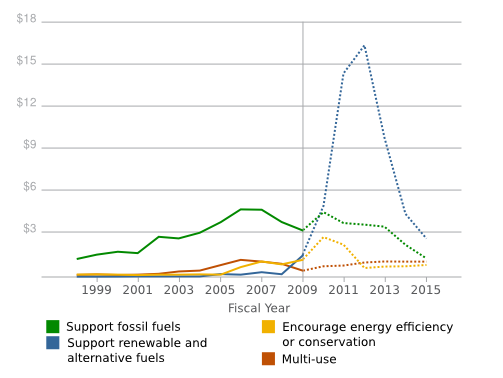 $18
$15
$12
$9
$6
$3
1999 2001 2003 2005 2007 2009 2011 2013 2015
Fiscal Year
Support fossil fuels
Support renewable and
alternative fuels
Encourage energy efficiency
or conservation
Multi-use